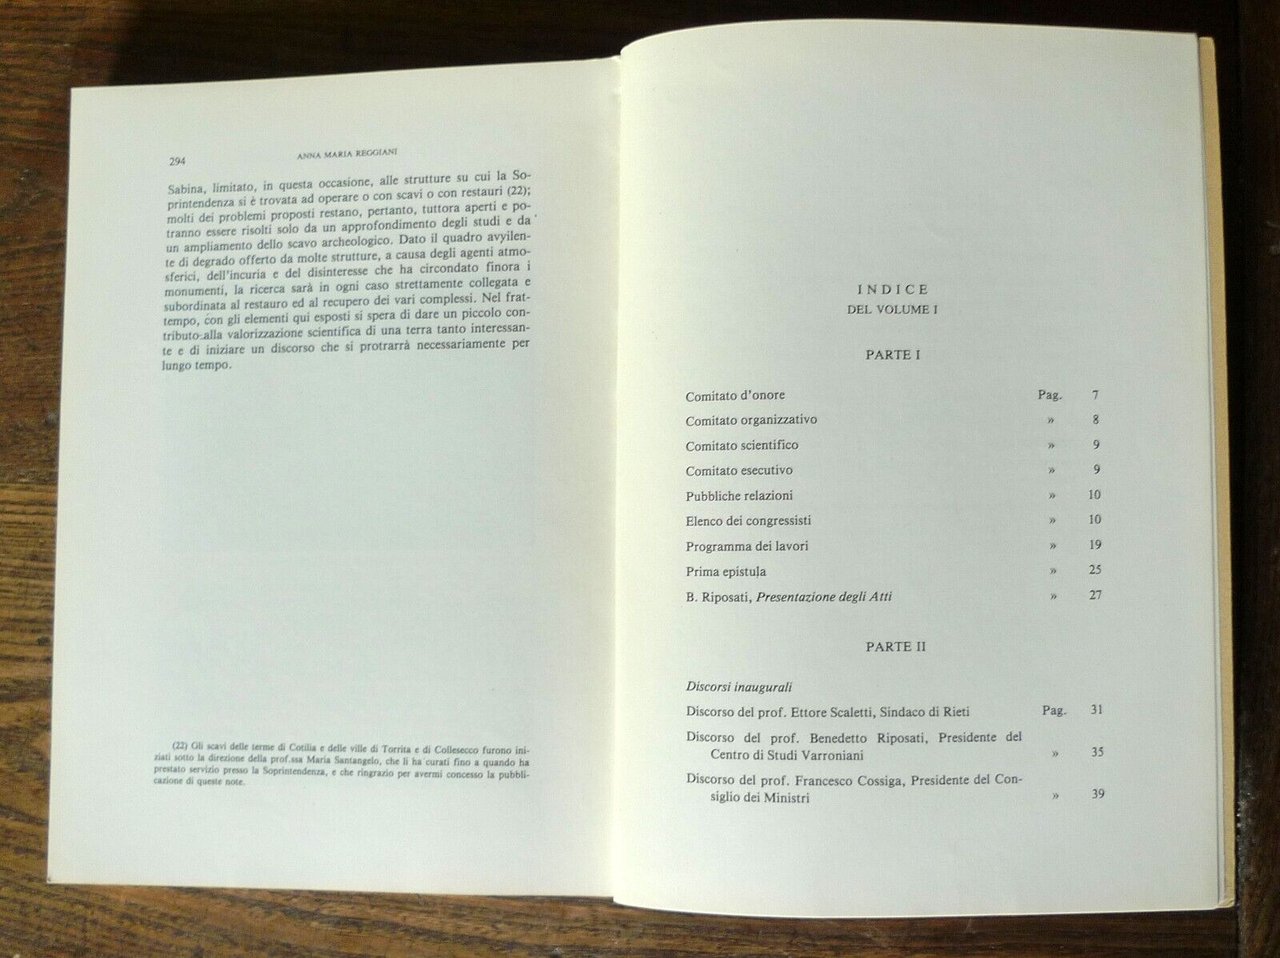 294
ANNA MARIA REGGIANI
Sabina, limitato, in questa occasione, alle strutture su cui la So-
printendenza si è trovata ad operare o con scavi o con restauri (22);
molti dei problemi proposti restano, pertanto, tuttora aperti e po-
tranno essere risolti solo da un approfondimento degli studi e da
un ampliamento dello scavo archeologico. Dato il quadro avvilen-
te di degrado offerto da molte strutture, a causa degli agenti atmo-
sferici, dell'incuria e del disinteresse che ha circondato finora i
monumenti, la ricerca sarà in ogni caso strettamente collegata e
subordinata al restauro ed al recupero dei vari complessi. Nel frat-
tempo, con gli elementi qui esposti si spera di dare un piccolo con-
tributo alla valorizzazione scientifica di una terra tanto interessan-
te e di iniziare un discorso che si protrarrà necessariamente per
lungo tempo.
(22) Gli scavi delle terme di Cotilia e delle ville di Torrita e di Collesecco furono ini-
ziati sotto la direzione della prof.ssa Maria Santangelo, che li ha curati fino a quando ha
prestato servizio presso la Soprintendenza, e che ringrazio per avermi concesso la pubbli-
cazione di queste note.
INDICE
DEL VOLUME I
PARTE I
Comitato d'onore Pag. 7
Comitato organizzativo » 8
Comitato scientifico » 9
Comitato esecutivo » 9
Pubbliche relazioni » 10
Elenco dei congressisti » 10
Programma dei lavori » 19
Prima epistula » 25
B. Riposati, Presentazione degli Atti » 27
PARTE II
Discorsi inaugurali
Discorso del prof. Ettore Scaletti, Sindaco di Rieti Pag. 31
Discorso del prof. Benedetto Riposati, Presidente del
Centro di Studi Varroniani » 35
Discorso del prof. Francesco Cossiga, Presidente del Con-
siglio dei Ministri » 39